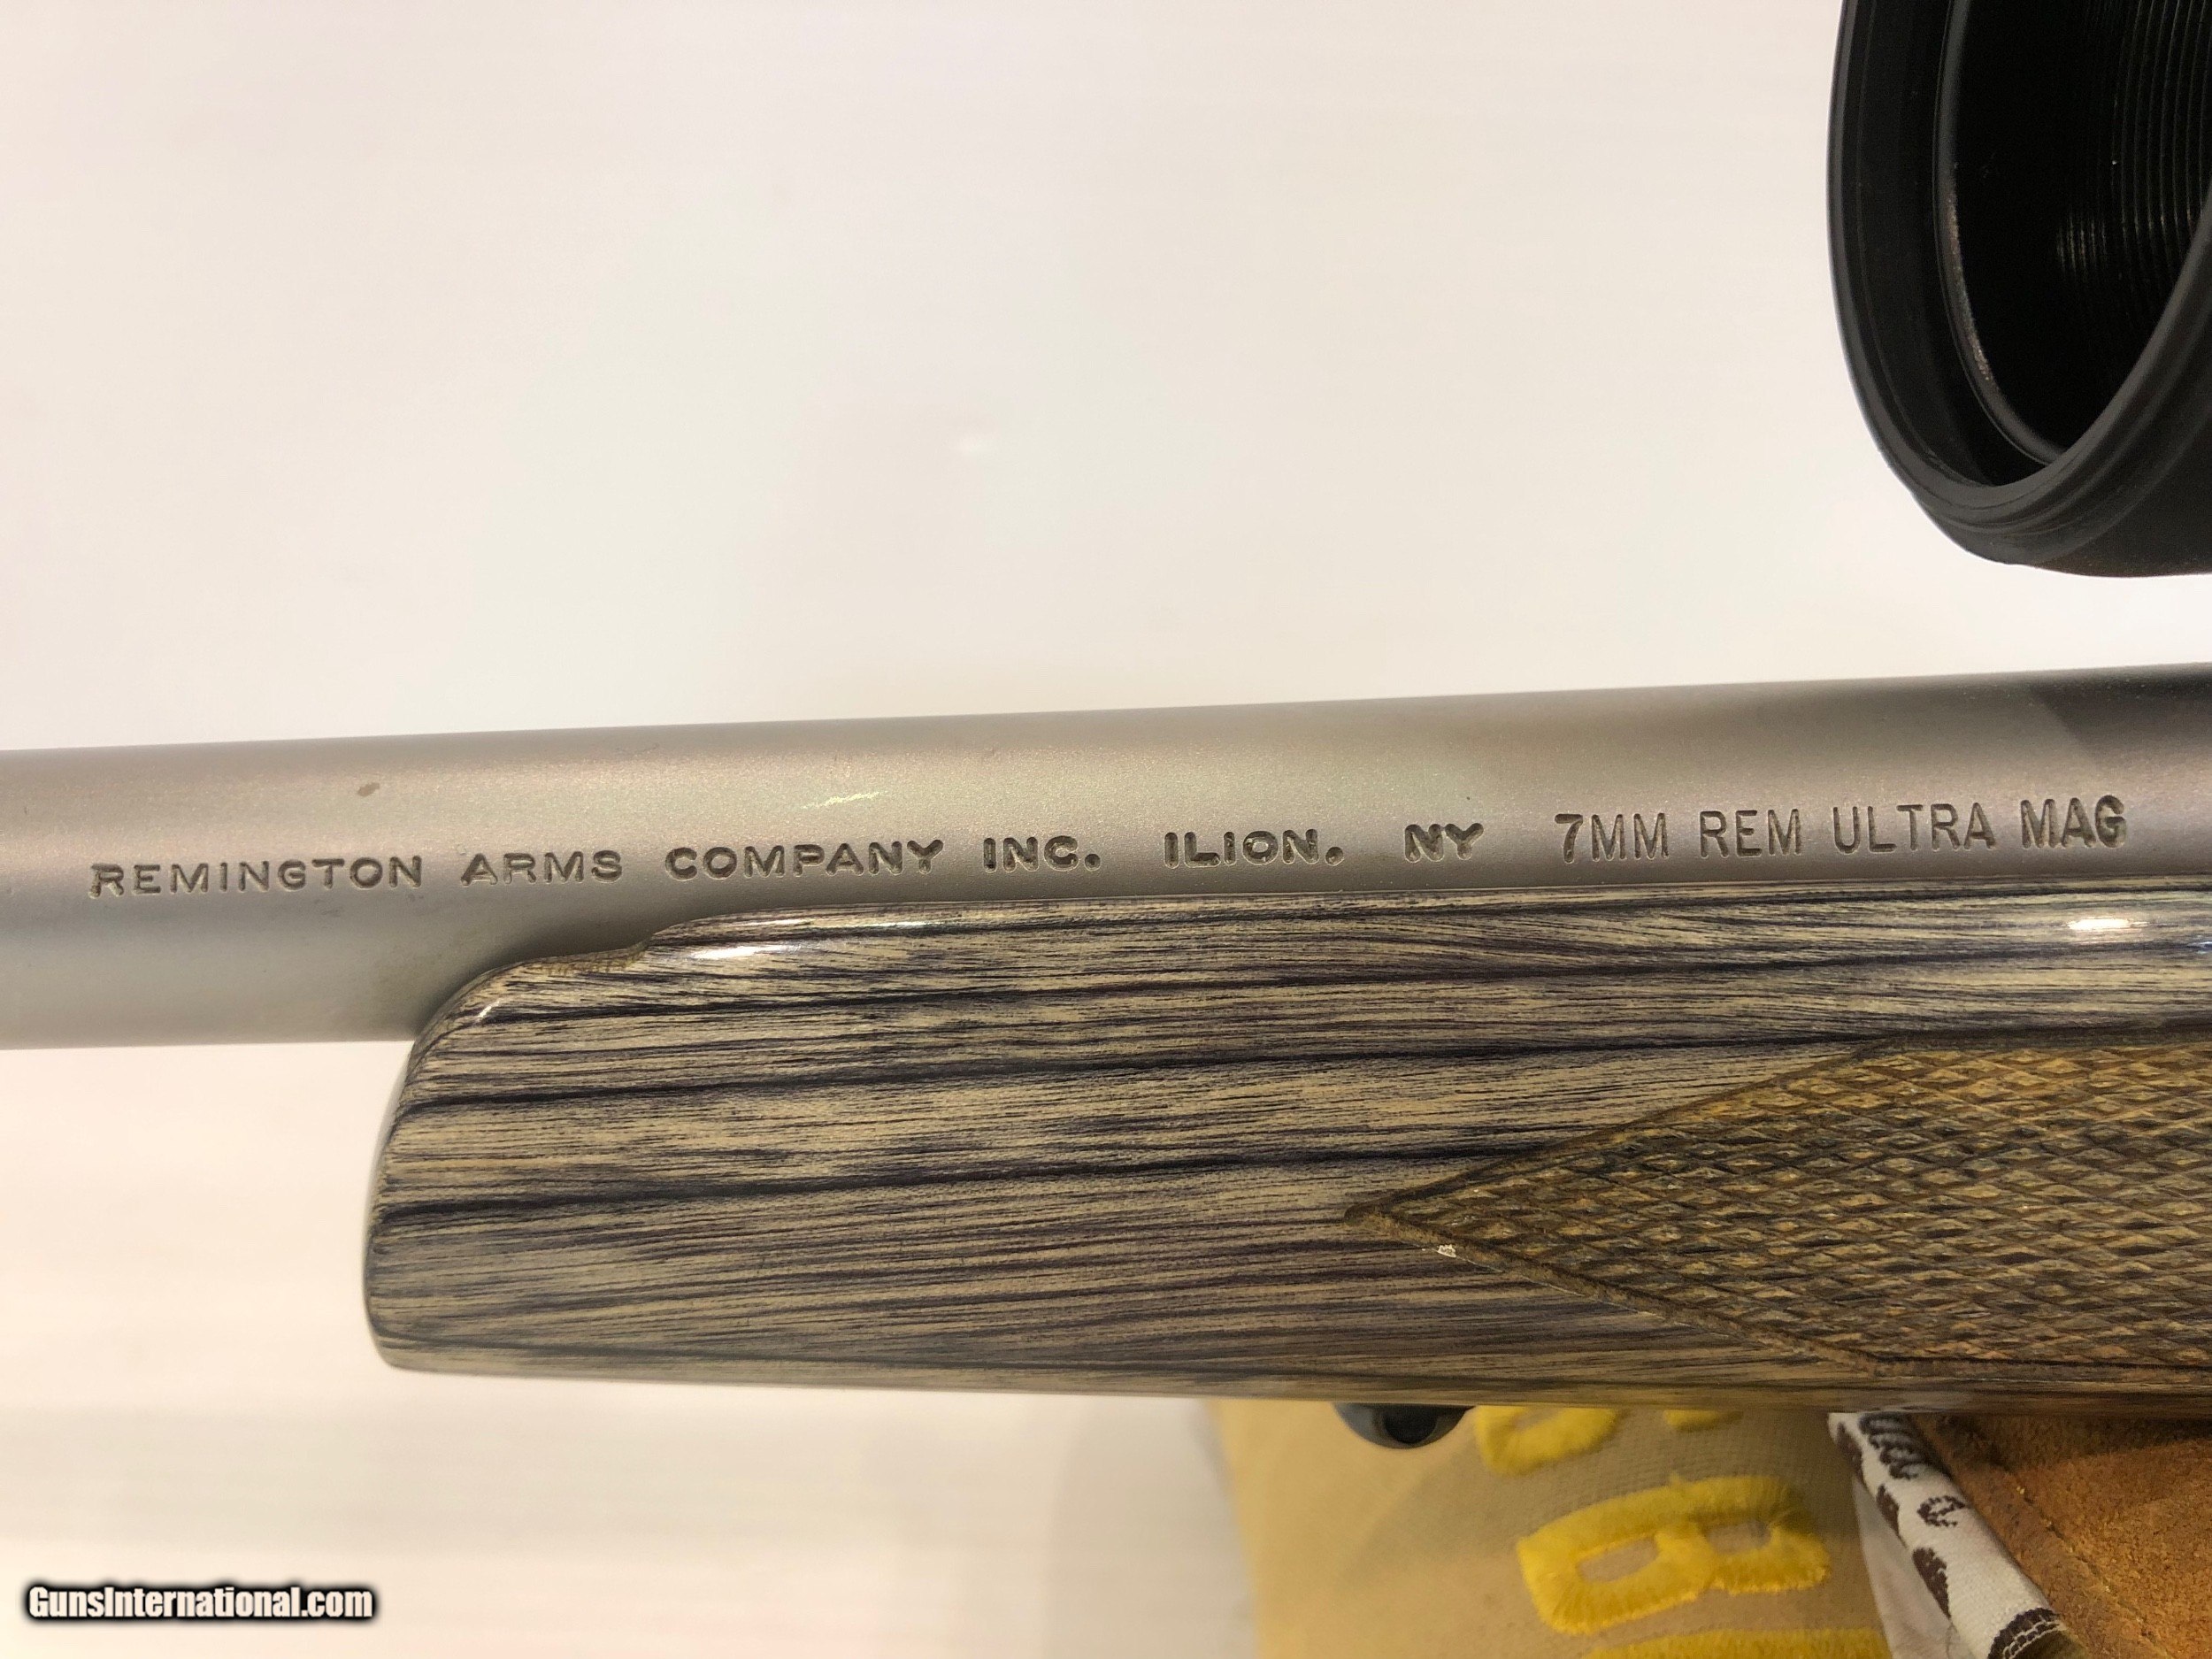 REMINGTON ARMS COMPANY INC. ILION. NY 7MM REM ULTRA MAG
GunsInternational.com